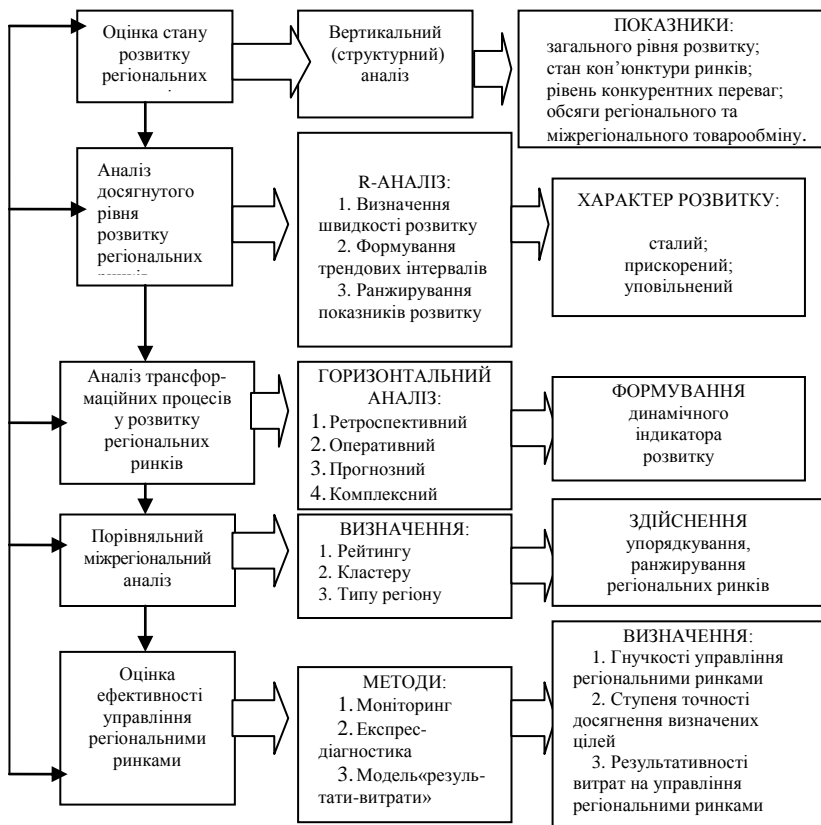 Оцінка стану
розвитку
регіональних
Вертикальний
(структурний)
аналіз
ПОКАЗНИКИ:
загального рівня розвитку;
стан кон’юнктури ринків;
рівень конкурентних переваг;
обсяги регіонального та
міжрегіонального товарообміну.
Аналіз
досягнутого
рівня
розвитку
регіональних
R-АНАЛІЗ:
1. Визначення
швидкості розвитку
2. Формування
трендових інтервалів
3. Ранжирування
показників розвитку
ХАРАКТЕР РОЗВИТКУ:
сталий;
прискорений;
уповільнений
Аналіз трансфор-
маційних процесів
у розвитку
регіональних
ринків
ГОРИЗОНТАЛЬНИЙ
АНАЛІЗ:
1. Ретроспективний
2. Оперативний
3. Прогнозний
4. Комплексний
ФОРМУВАННЯ
динамічного
індикатора
розвитку
Порівняльний
міжрегіональний
аналіз
ВИЗНАЧЕННЯ:
1. Рейтингу
2. Кластеру
3. Типу регіону
ЗДІЙСНЕННЯ
упорядкування,
ранжирування
регіональних ринків
Оцінка
ефективності
управління
регіональними
ринками
МЕТОДИ:
1. Моніторинг
2. Експрес-
діагностика
3. Модель«резуль-
тати-витрати»
ВИЗНАЧЕННЯ:
1. Гнучкості управління
регіональними ринками
2. Ступеня точності
досягнення визначених
цілей
3. Результативності
витрат на управління
регіональними ринками